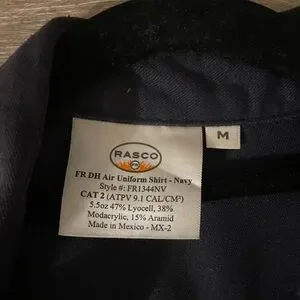 RASCO
FR
M
FR DH Air Uniform Shirt - Navy
Style #: FR1344NV
CAT 2 (ATPV 9.1 CAL/CM²)
5.5oz 47% Lyocell, 38%
Modacrylic, 15% Aramid
Made in Mexico - MX-2